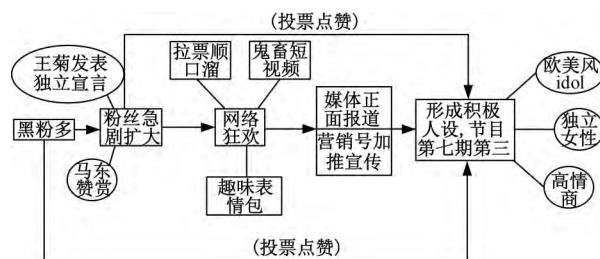 (投票点赞)
王菊发表
独立宣言
拉票顺
口溜
鬼畜短
视频
欧美风
idol
黑粉多
粉丝急
剧扩大
网络
狂欢
媒体正
面报道
营销号加
推宣传
形成积极
人设,节目
第七期第三
独立
女性
马东
赞赏
趣味表
情包
高情
商
(投票点赞)